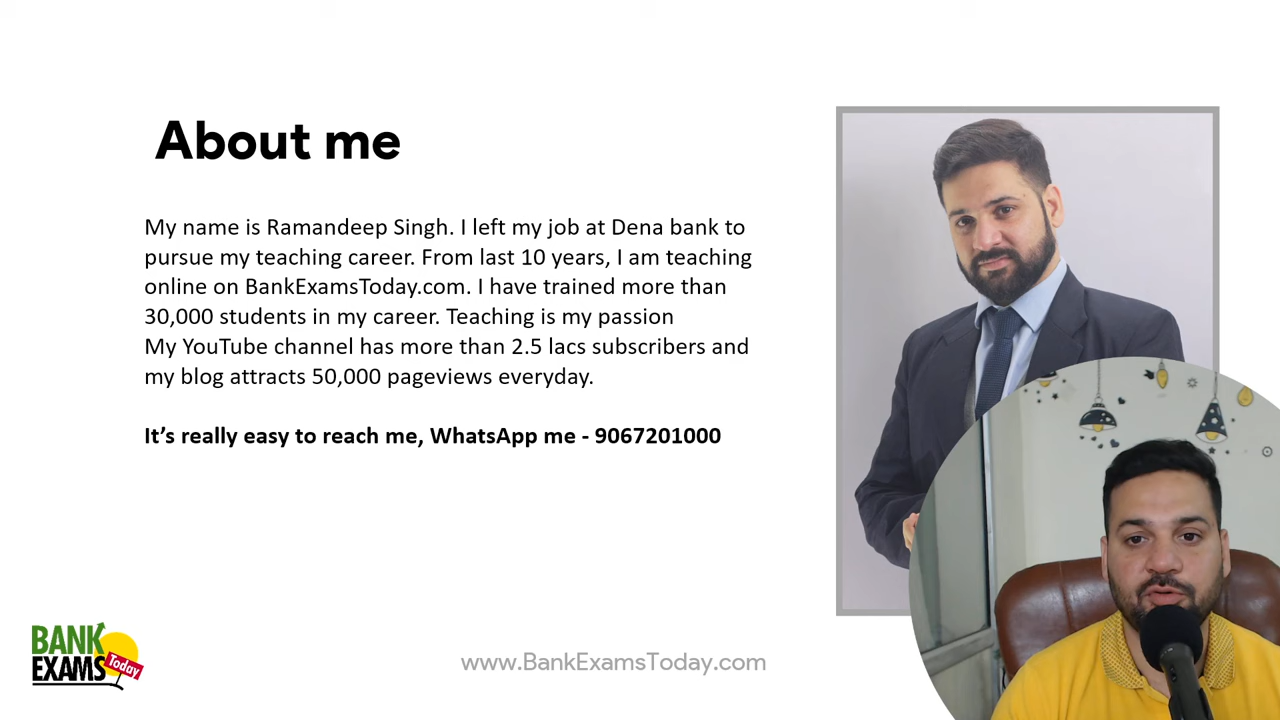 About me
My name is Ramandeep Singh. I left my job at Dena bank to
pursue my teaching career. From last 10 years, I am teaching
online on BankExamsToday.com. I have trained more than
30,000 students in my career. Teaching is my passion
My YouTube channel has more than 2.5 lacs subscribers and
my blog attracts 50,000 pageviews everyday.
It’s really easy to reach me, WhatsApp me - 9067201000
BANK
EXAMS Today
www.BankExamsToday.com